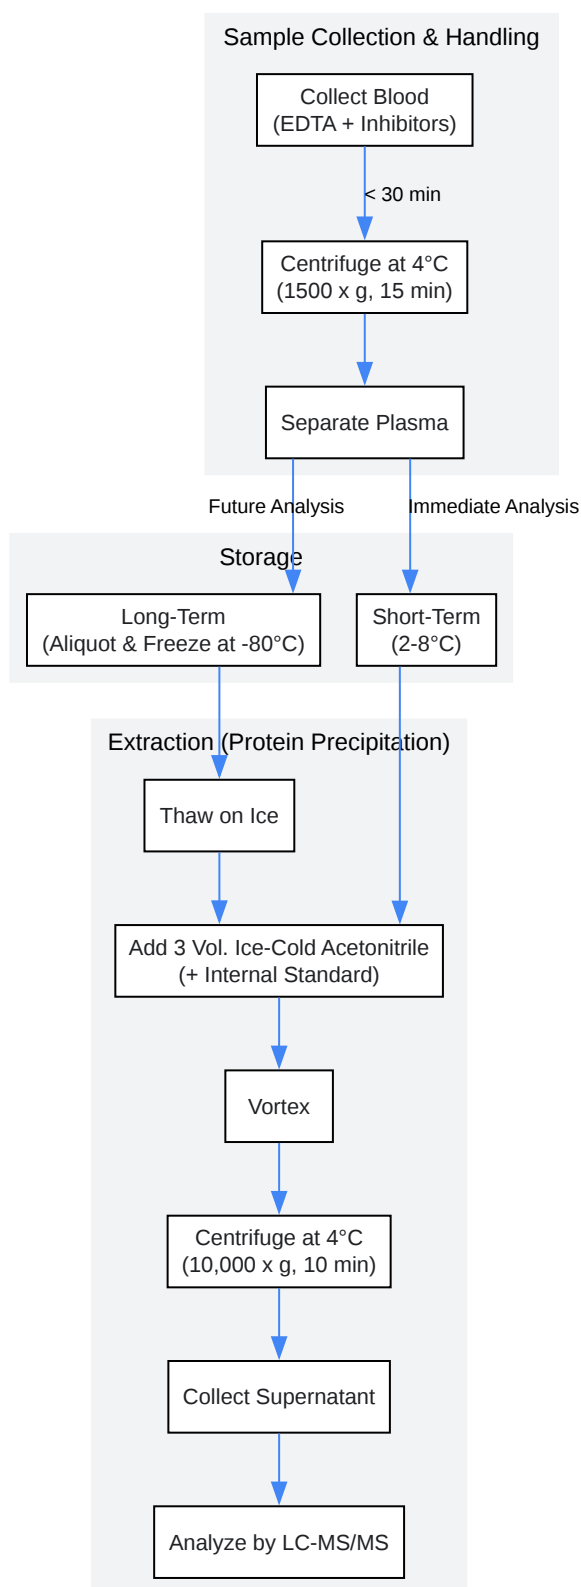 Sample Collection & Handling
Collect Blood
(EDTA + Inhibitors)
< 30 min
Centrifuge at 4°C
(1500 x g, 15 min)
Separate Plasma
Future Analysis
Immediate Analysis
Storage
Long-Term
(Aliquot & Freeze at -80°C)
Short-Term
(2-8°C)
Extraction (Protein Precipitation)
Thaw on Ice
Add 3 Vol. Ice-Cold Acetonitrile
(+ Internal Standard)
Vortex
Centrifuge at 4°C
(10,000 x g, 10 min)
Collect Supernatant
Analyze by LC-MS/MS